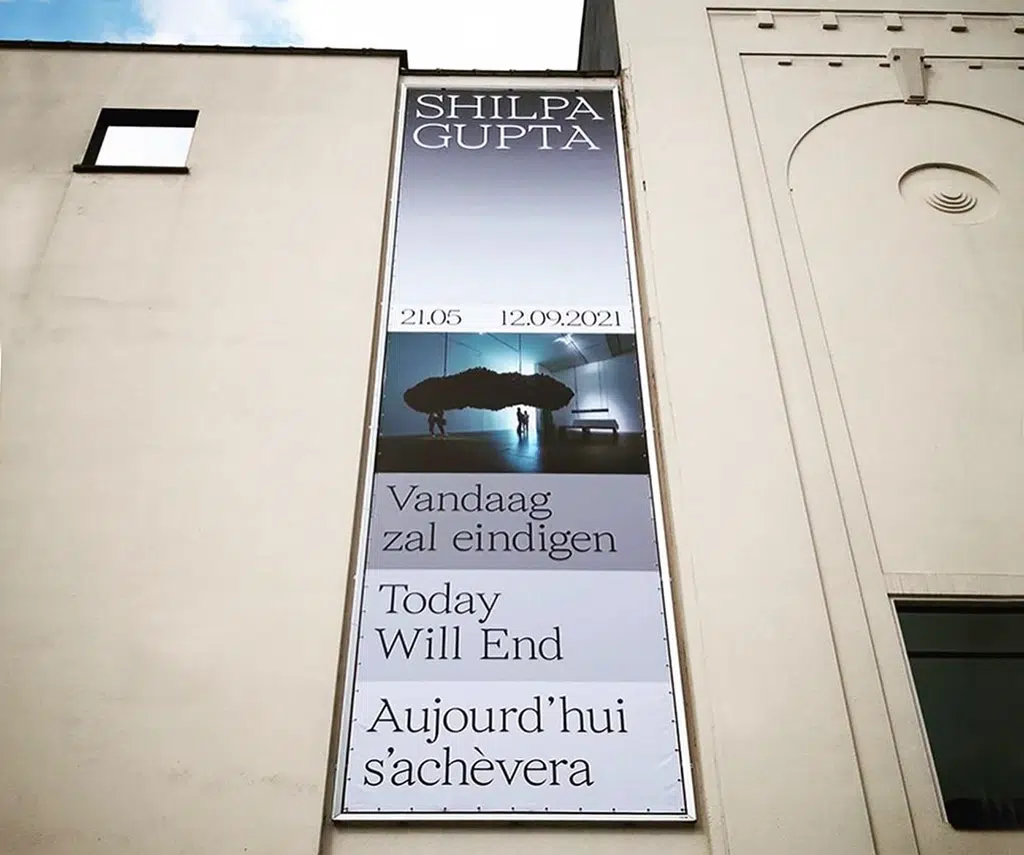 SHILPA
GUPTA
21.05 12.09.2021
Vandaag
zal eindigen
Today
Will End
Aujourd’hui
s’achèvera